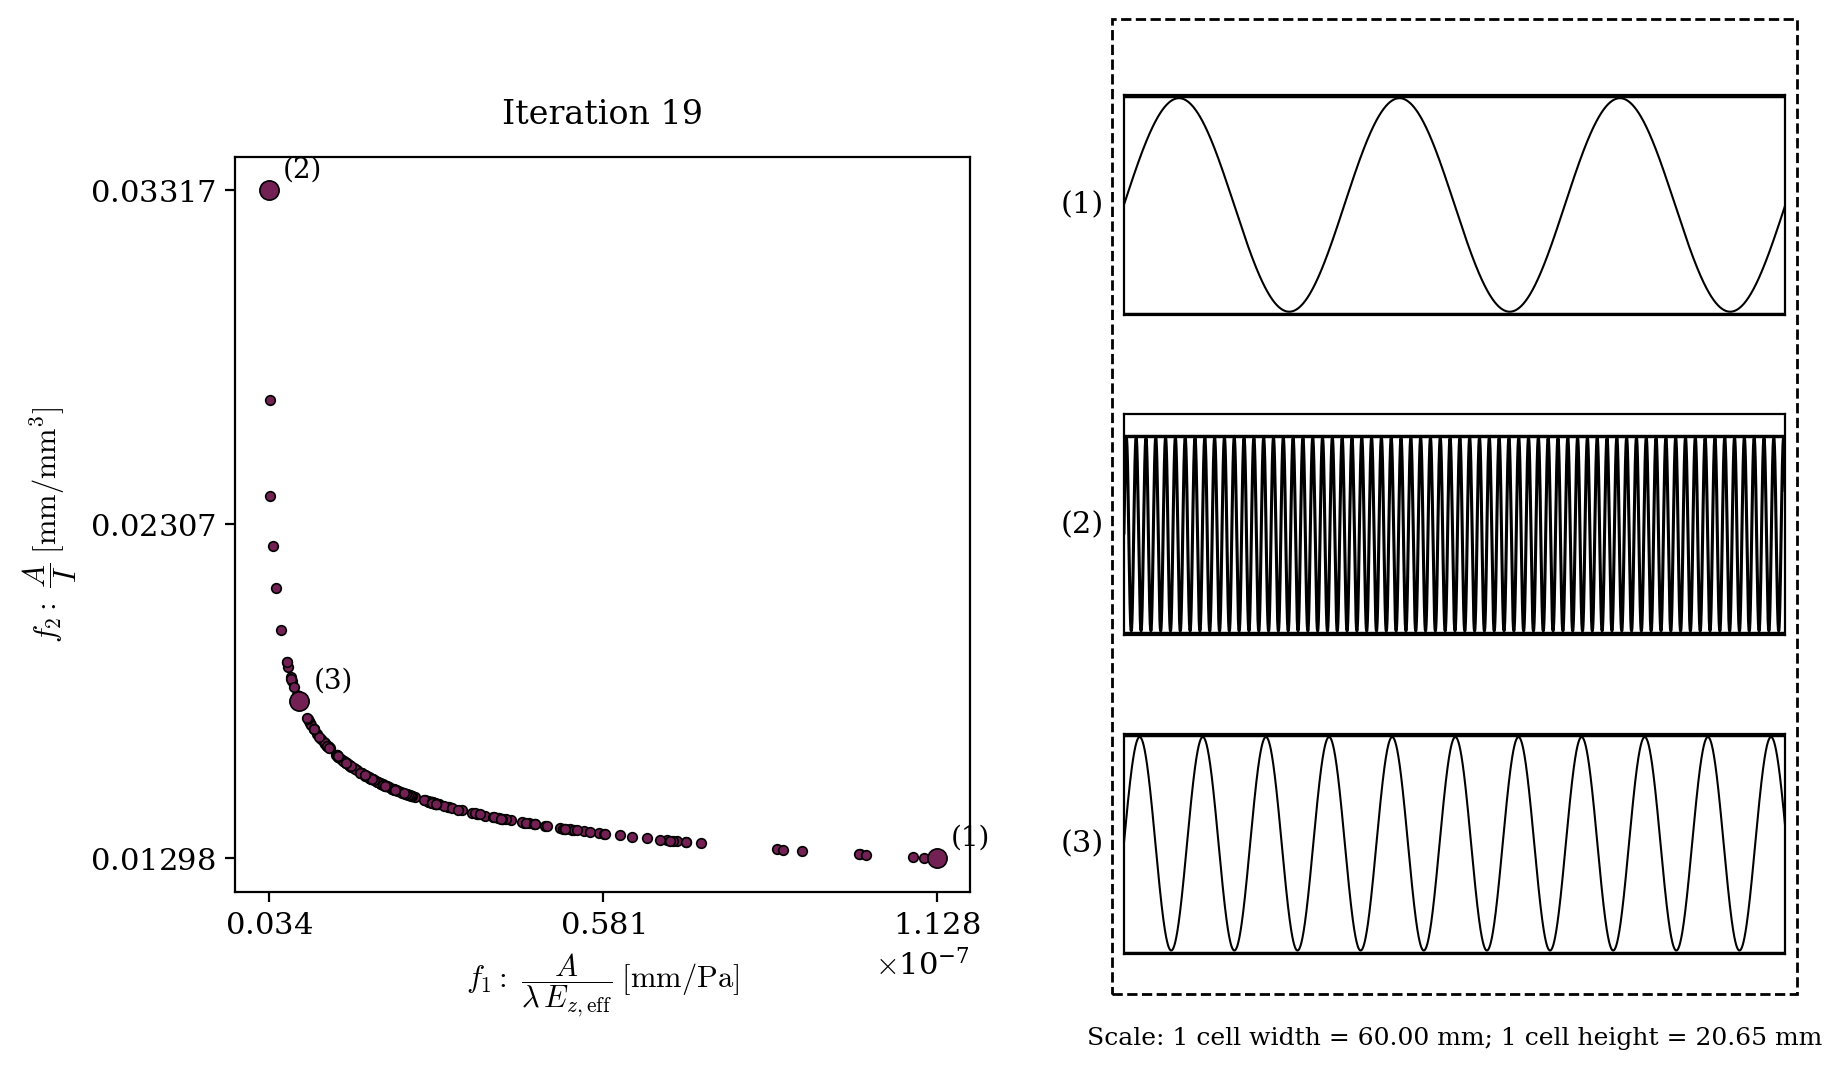 Iteration 19
(2)
0.03317
(3)
0.02307
(1)
0.01298
f₂ : A/I [mm/mm³]
0.034 0.581 1.128
×10⁻⁷
f₁ : A/(λ E_{z,eff}) [mm/Pa]
(1)
(2)
(3)
Scale: 1 cell width = 60.00 mm; 1 cell height = 20.65 mm